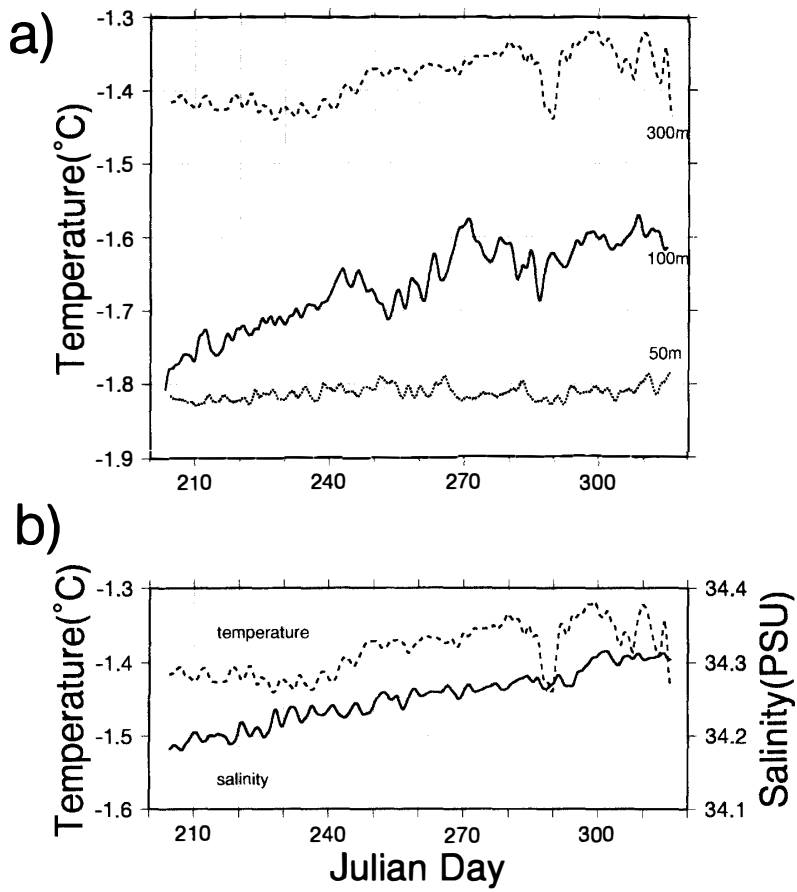 a)
Temperature(°C)
-1.3
-1.4
-1.5
-1.6
-1.7
-1.8
-1.9
300m
100m
50m
210 240 270 300
b)
Temperature(°C)
-1.3
-1.4
-1.5
-1.6
temperature
salinity
34.4
34.3
34.2
34.1
Salinity(PSU)
210 240 270 300
Julian Day